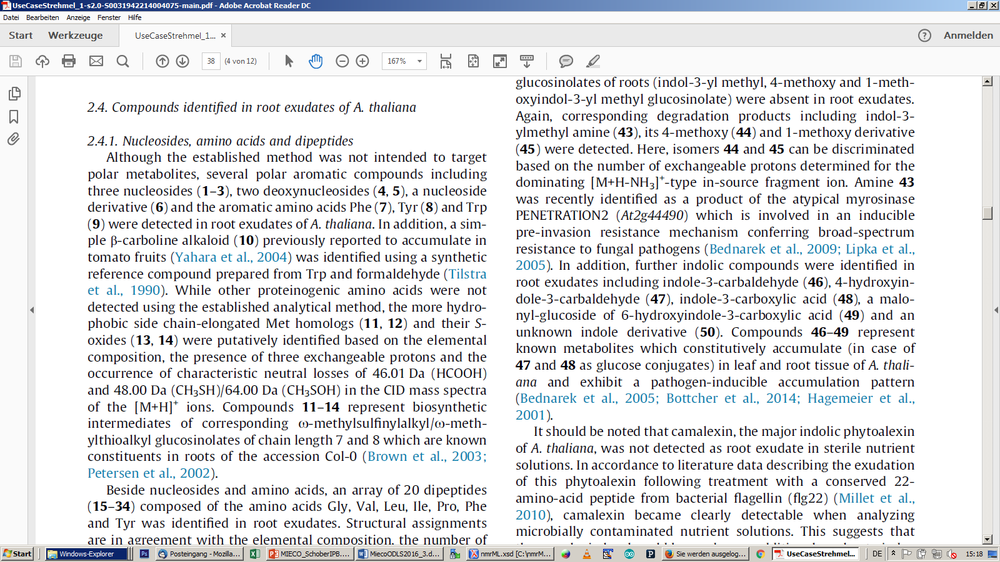 UseCaseStrehmel_1-s2.0-S0031942214004075-main.pdf - Adobe Acrobat Reader DC
Datei Bearbeiten Anzeige Fenster Hilfe
Start Werkzeuge UseCaseStrehmel_1... × Anmelden
38 (4 von 12) 167%
2.4. Compounds identified in root exudates of A. thaliana
2.4.1. Nucleosides, amino acids and dipeptides
Although the established method was not intended to target
polar metabolites, several polar aromatic compounds including
three nucleosides (1–3), two deoxynucleosides (4, 5), a nucleoside
derivative (6) and the aromatic amino acids Phe (7), Tyr (8) and Trp
(9) were detected in root exudates of A. thaliana. In addition, a sim-
ple β-carboline alkaloid (10) previously reported to accumulate in
tomato fruits (Yahara et al., 2004) was identified using a synthetic
reference compound prepared from Trp and formaldehyde (Tilstra
et al., 1990). While other proteinogenic amino acids were not
detected using the established analytical method, the more hydro-
phobic side chain-elongated Met homologs (11, 12) and their S-
oxides (13, 14) were putatively identified based on the elemental
composition, the presence of three exchangeable protons and the
occurrence of characteristic neutral losses of 46.01 Da (HCOOH)
and 48.00 Da (CH3SH)/64.00 Da (CH3SOH) in the CID mass spectra
of the [M+H]+ ions. Compounds 11–14 represent biosynthetic
intermediates of corresponding ω-methylsulfinylalkyl/ω-meth-
ylthioalkyl glucosinolates of chain length 7 and 8 which are known
constituents in roots of the accession Col-0 (Brown et al., 2003;
Petersen et al., 2002).
Beside nucleosides and amino acids, an array of 20 dipeptides
(15–34) composed of the amino acids Gly, Val, Leu, Ile, Pro, Phe
and Tyr was identified in root exudates. Structural assignments
are in agreement with the elemental composition, the number of
glucosinolates of roots (indol-3-yl methyl, 4-methoxy and 1-meth-
oxyindol-3-yl methyl glucosinolate) were absent in root exudates.
Again, corresponding degradation products including indol-3-
ylmethyl amine (43), its 4-methoxy (44) and 1-methoxy derivative
(45) were detected. Here, isomers 44 and 45 can be discriminated
based on the number of exchangeable protons determined for the
dominating [M+H-NH3]+-type in-source fragment ion. Amine 43
was recently identified as a product of the atypical myrosinase
PENETRATION2 (At2g44490) which is involved in an inducible
pre-invasion resistance mechanism conferring broad-spectrum
resistance to fungal pathogens (Bednarek et al., 2009; Lipka et al.,
2005). In addition, further indolic compounds were identified in
root exudates including indole-3-carbaldehyde (46), 4-hydroxyin-
dole-3-carbaldehyde (47), indole-3-carboxylic acid (48), a malo-
nyl-glucoside of 6-hydroxyindole-3-carboxylic acid (49) and an
unknown indole derivative (50). Compounds 46–49 represent
known metabolites which constitutively accumulate (in case of
47 and 48 as glucose conjugates) in leaf and root tissue of A. thali-
ana and exhibit a pathogen-inducible accumulation pattern
(Bednarek et al., 2005; Bottcher et al., 2014; Hagemeier et al.,
2001).
It should be noted that camalexin, the major indolic phytoalexin
of A. thaliana, was not detected as root exudate in sterile nutrient
solutions. In accordance to literature data describing the exudation
of this phytoalexin following treatment with a conserved 22-
amino-acid peptide from bacterial flagellin (flg22) (Millet et al.,
2010), camalexin became clearly detectable when analyzing
microbially contaminated nutrient solutions. This suggests that
Start Windows-Explorer Ps Posteingang - Mozilla... MIECO_SchoberIPB.... MiecoODLS2016_3.d... nmrML.xsd [C:\nmrM... P Sie werden ausgelog... UseCaseStrehmel... DE 15:18